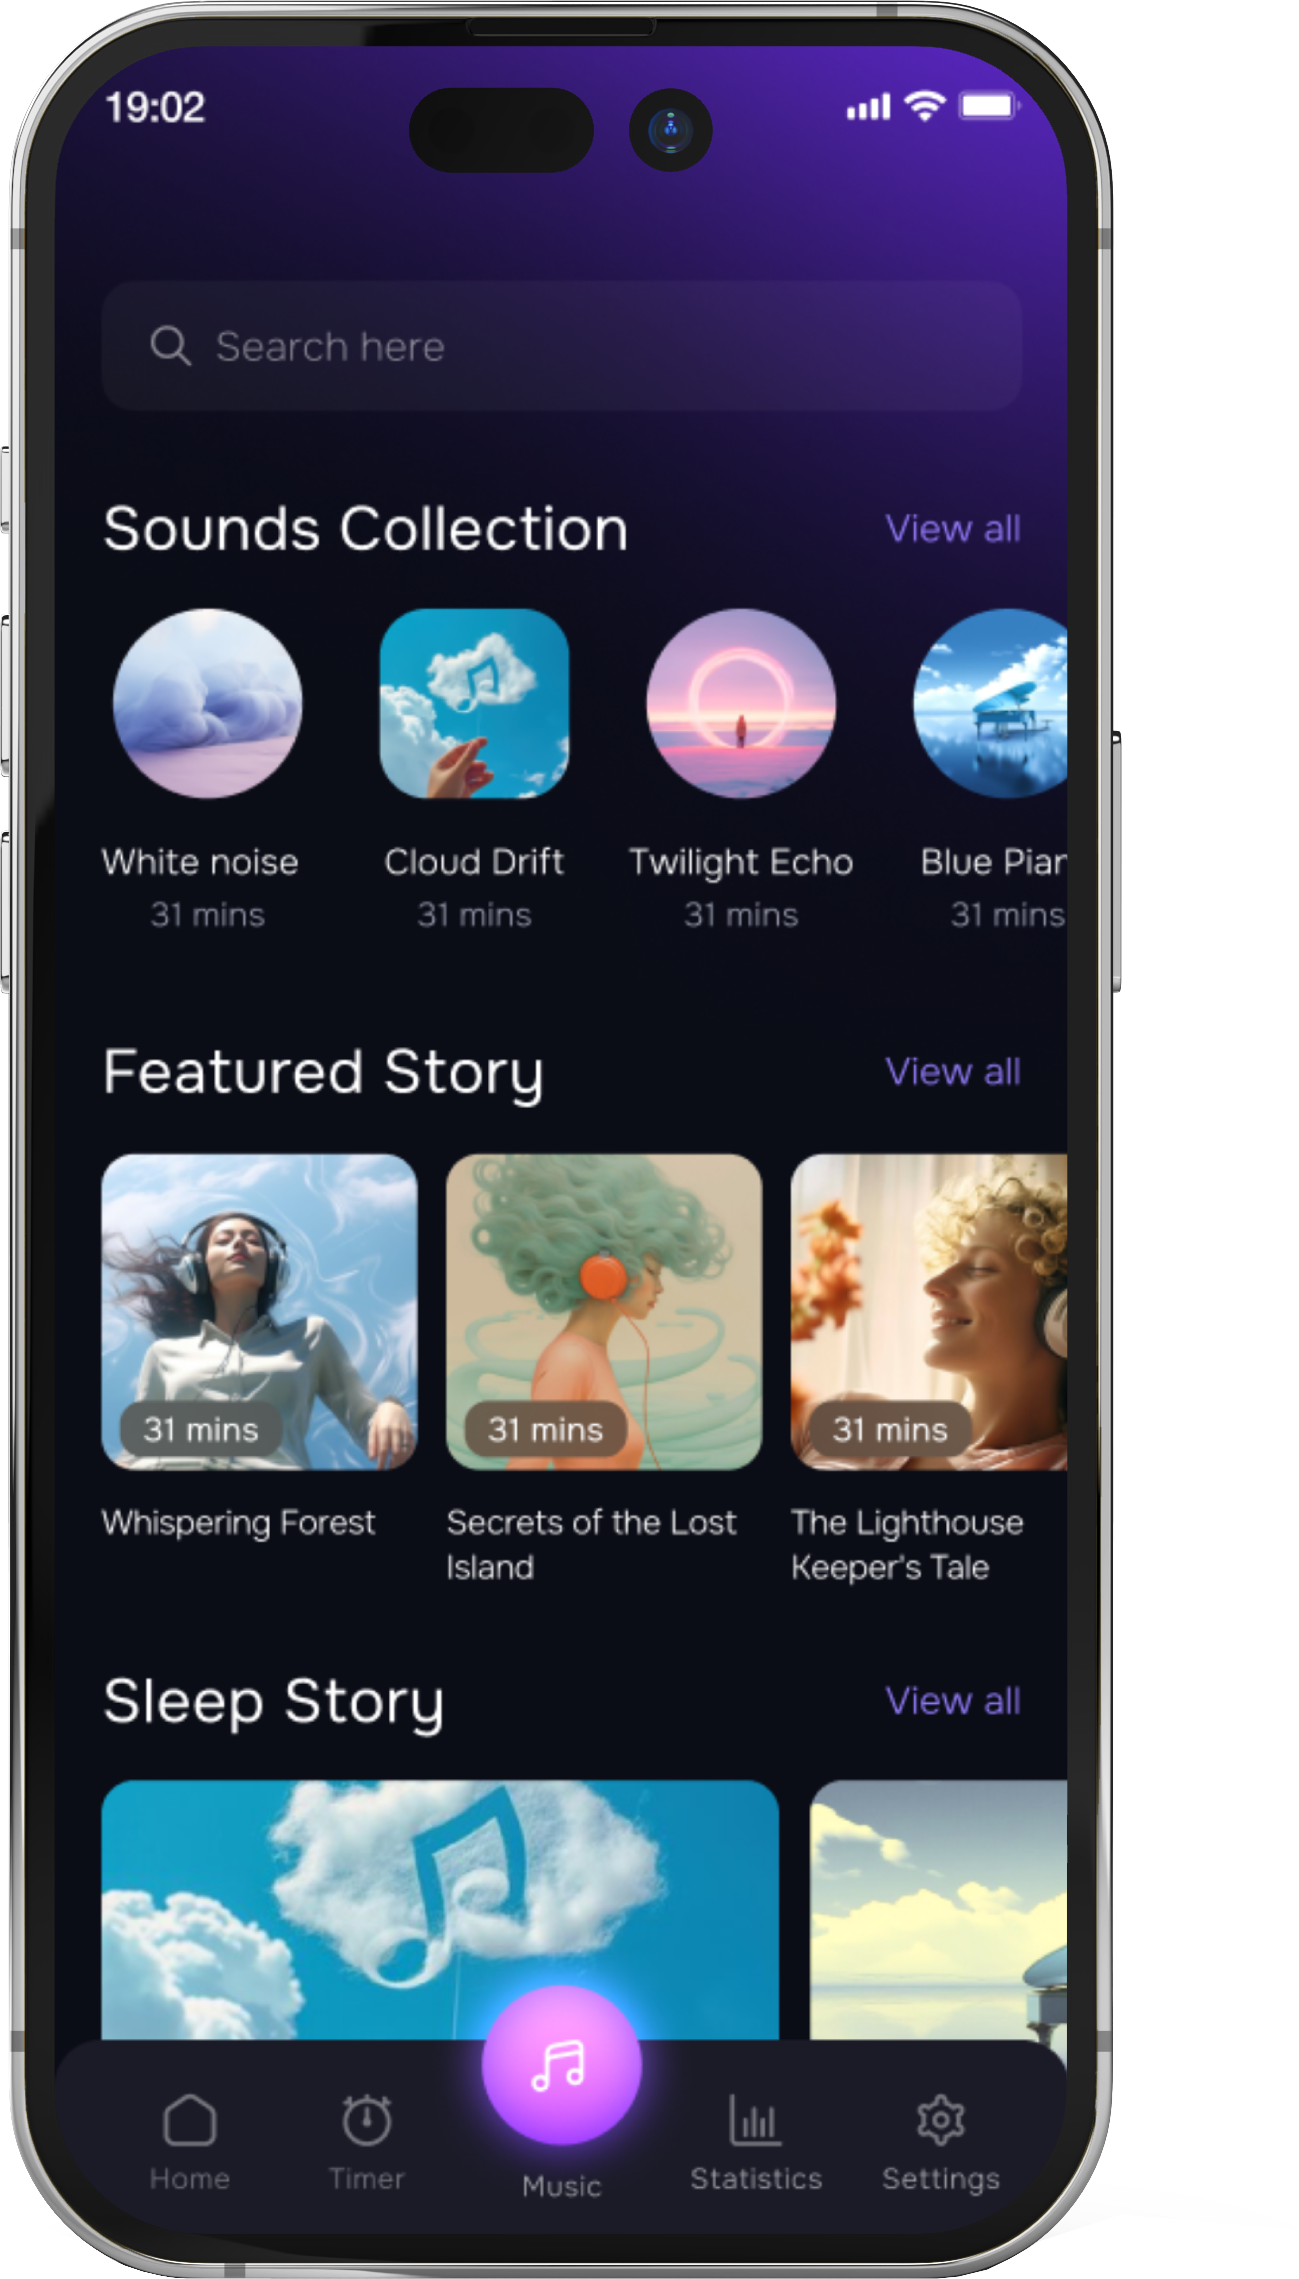 19:02
Search here
Sounds Collection
View all
White noise
Cloud Drift
Twilight Echo
Blue
31 mins
31 mins
31 mins
31 mins
Featured Story
View all
31 mins
31 mins
31 mins
Whispering Forest
Secrets of the Lost
Island
The Lighthouse
Keeper's Tale
Sleep Story
View all
Home
Timer
Music
Statistics
Settings